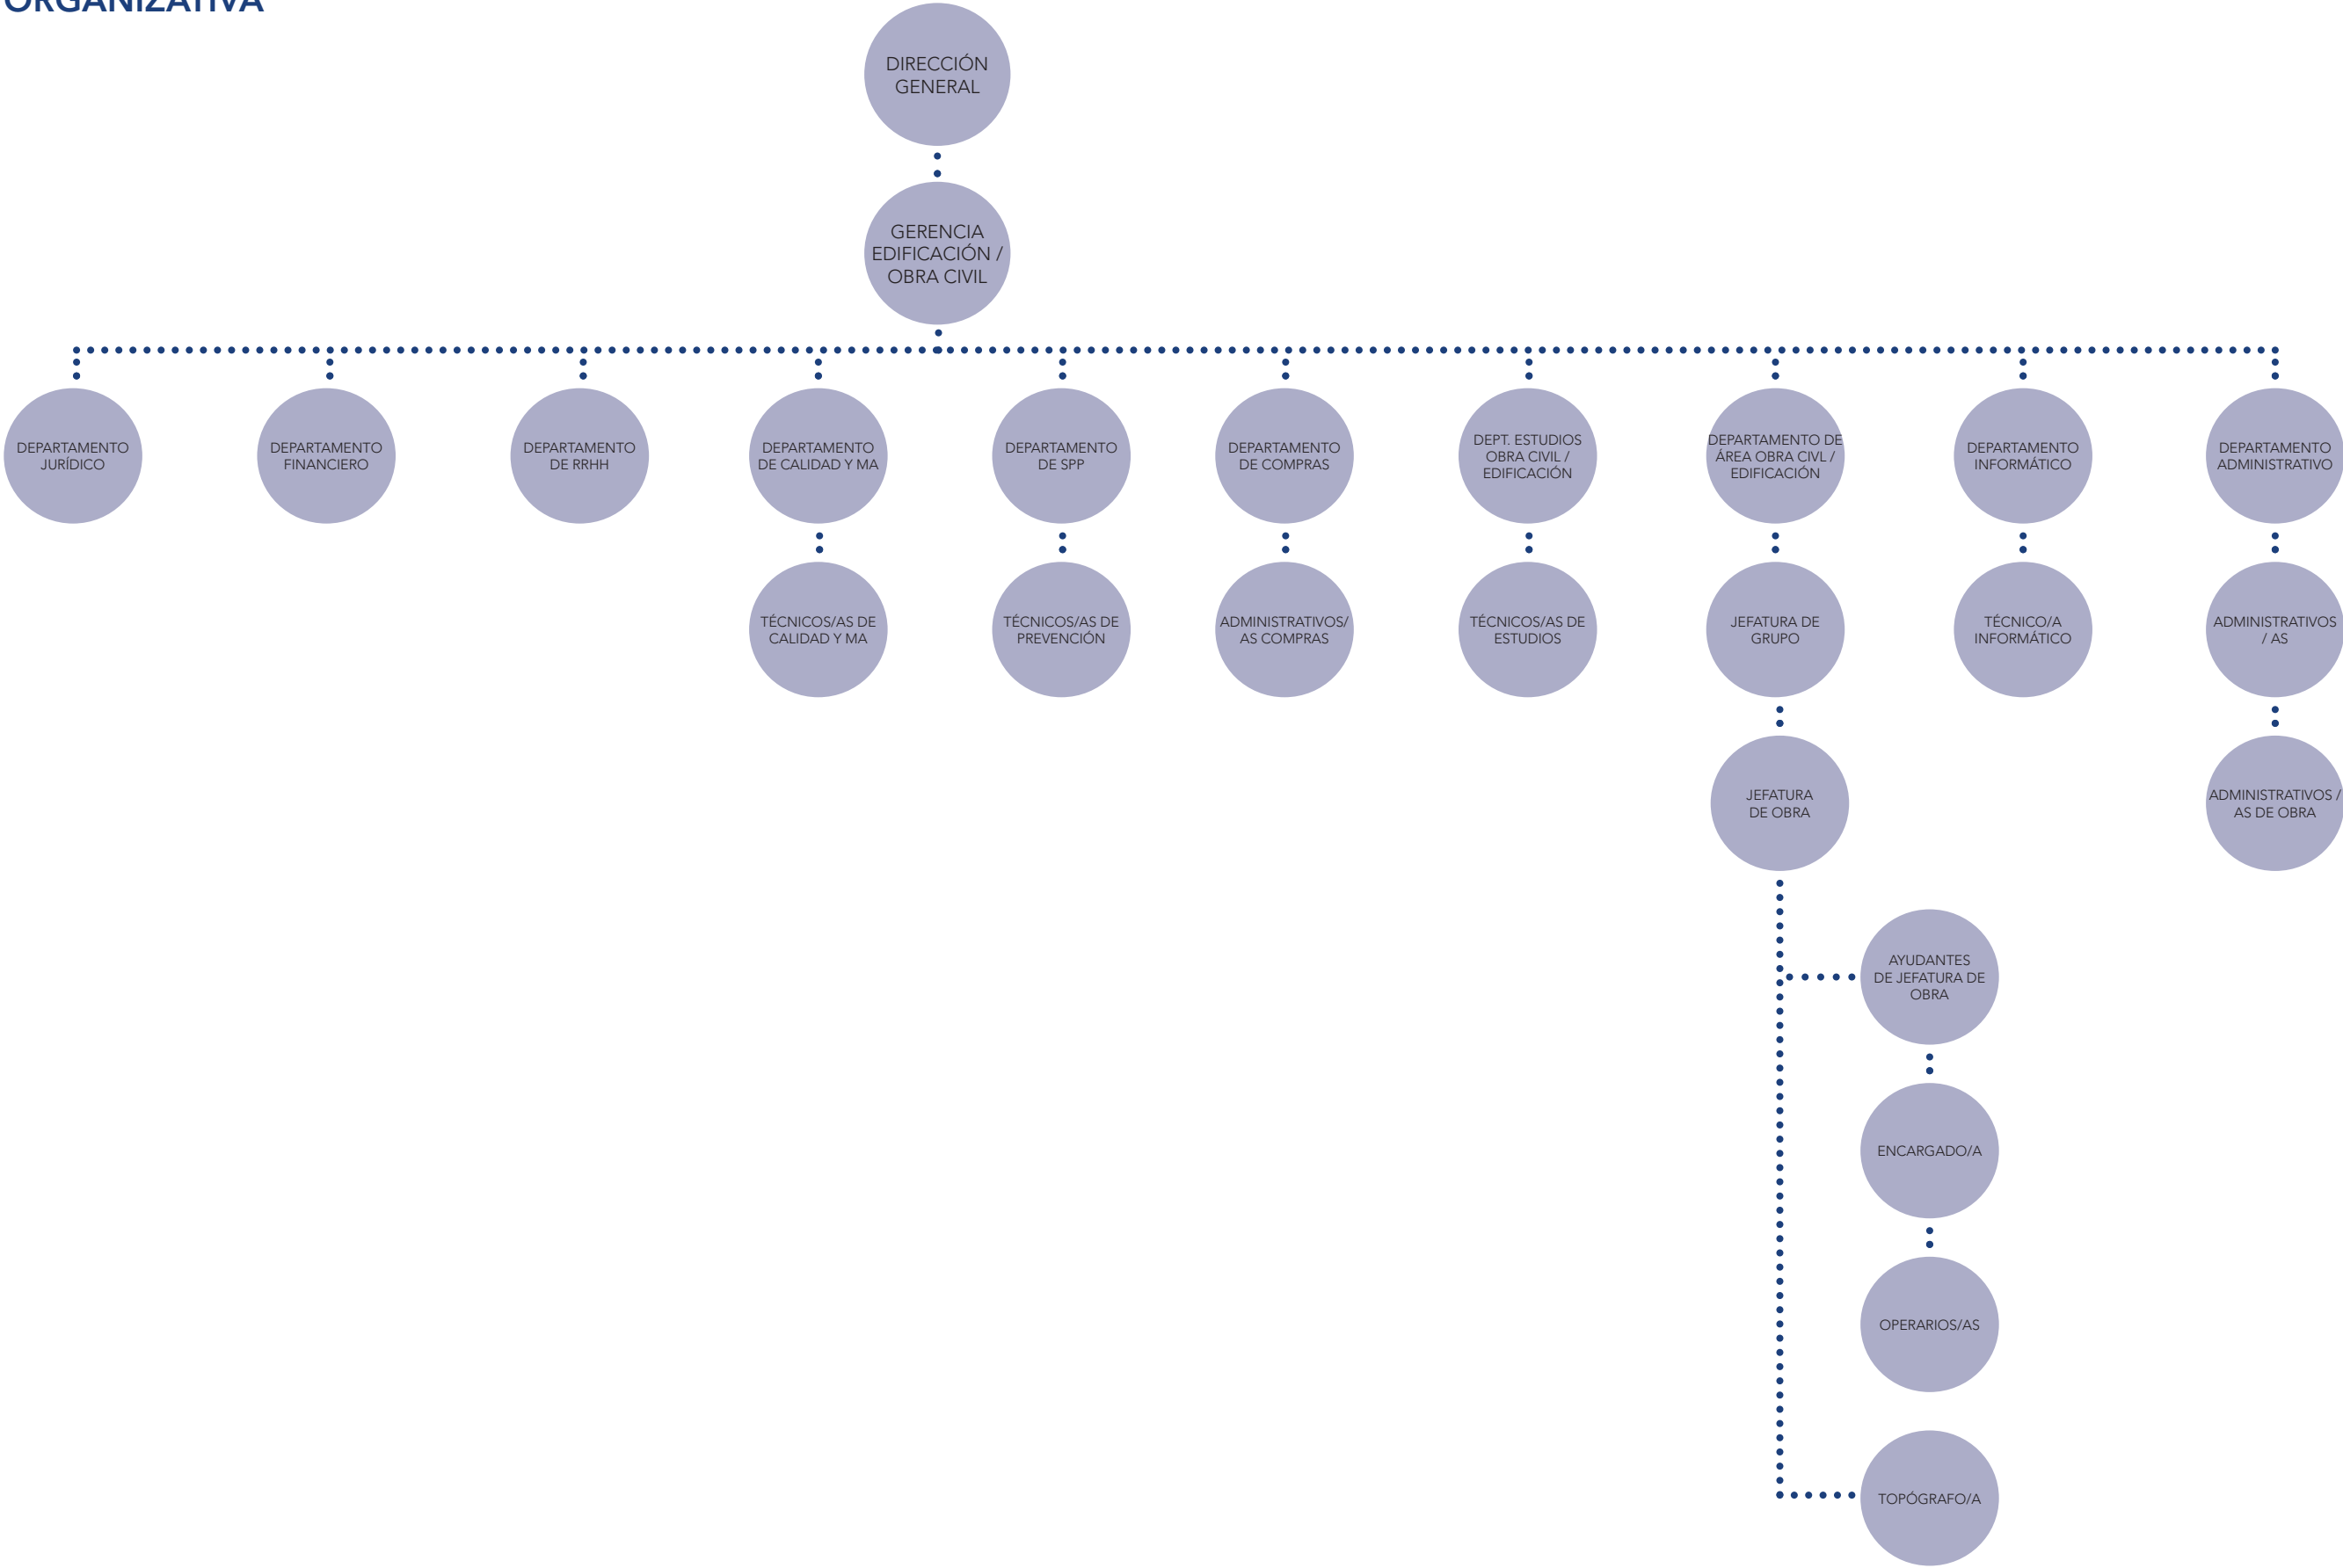 ORGANIZATIVA
DIRECCIÓN
GENERAL
GERENCIA
EDIFICACIÓN /
OBRA CIVIL
DEPARTAMENTO
JURÍDICO
DEPARTAMENTO
FINANCIERO
DEPARTAMENTO
DE RRHH
DEPARTAMENTO
DE CALIDAD Y MA
DEPARTAMENTO
DE SPP
DEPARTAMENTO
DE COMPRAS
DEPT. ESTUDIOS
OBRA CIVIL /
EDIFICACIÓN
DEPARTAMENTO DE
ÁREA OBRA CIVL /
EDIFICACIÓN
DEPARTAMENTO
INFORMÁTICO
DEPARTAMENTO
ADMINISTRATIVO
TÉCNICOS/AS DE
CALIDAD Y MA
TÉCNICOS/AS DE
PREVENCIÓN
ADMINISTRATIVOS/
AS COMPRAS
TÉCNICOS/AS DE
ESTUDIOS
JEFATURA DE
GRUPO
TÉCNICO/A
INFORMÁTICO
ADMINISTRATIVOS
/ AS
JEFATURA
DE OBRA
ADMINISTRATIVOS /
AS DE OBRA
AYUDANTES
DE JEFATURA DE
OBRA
ENCARGADO/A
OPERARIOS/AS
TOPÓGRAFO/A